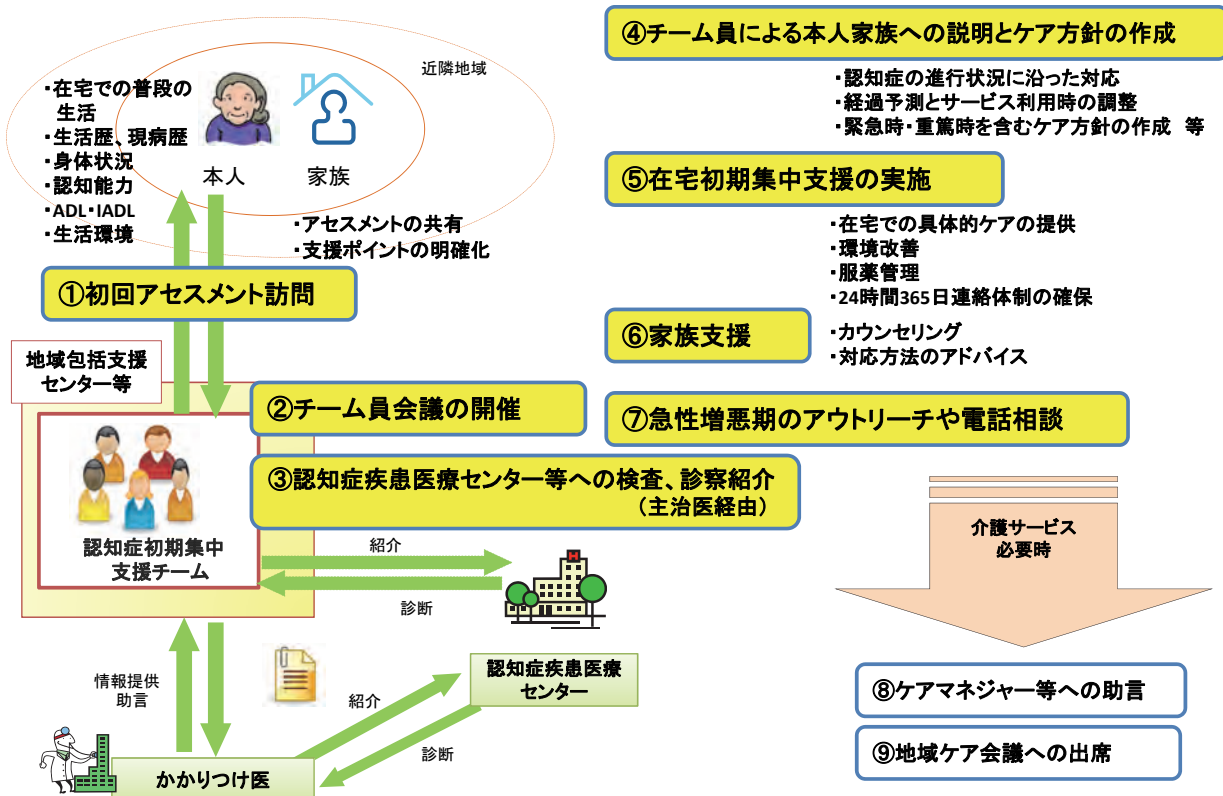 近隣地域
・在宅での普段の
生活
・生活歴、現病歴
・身体状況
・認知能力
・ADL・IADL
・生活環境
本人
家族
・アセスメントの共有
・支援ポイントの明確化
①初回アセスメント訪問
地域包括支援
センター等
②チーム員会議の開催
③認知症疾患医療センター等への検査、診察紹介
（主治医経由）
認知症初期集中
支援チーム
紹介
H
診断
情報提供
助言
紹介
認知症疾患医療
センター
診断
かかりつけ医
④チーム員による本人家族への説明とケア方針の作成
・認知症の進行状況に沿った対応
・経過予測とサービス利用時の調整
・緊急時・重篤時を含むケア方針の作成 等
⑤在宅初期集中支援の実施
・在宅での具体的ケアの提供
・環境改善
・服薬管理
・24時間365日連絡体制の確保
⑥家族支援
・カウンセリング
・対応方法のアドバイス
⑦急性増悪期のアウトリーチや電話相談
介護サービス
必要時
⑧ケアマネジャー等への助言
⑨地域ケア会議への出席